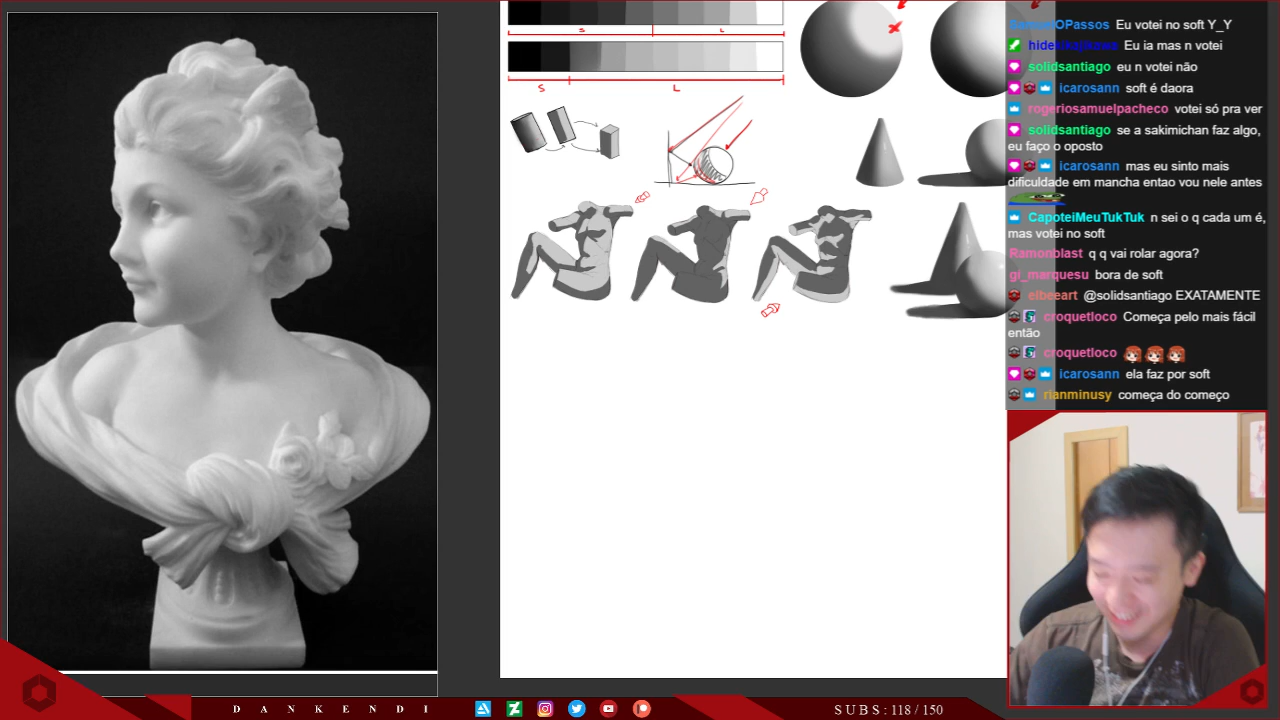 S L
S L
OPassos Eu votei no soft Y_Y
Eu ia mas n votei
solidsantiago eu n votei não
icarosann soft é daora
rogeriosamuelpacheco votei só pra ver
solidsantiago se a sakimichan faz algo,
eu faço o oposto
icarosann mas eu sinto mais
dificuldade em mancha entao vou nele antes
CapoteiMeuTukTuk n sei o q cada um é,
mas votei no soft
Ramonblast q q vai rolar agora?
gi_marquesu bora de soft
elbeeart @solidsantiago EXATAMENTE
croquetloco Começa pelo mais fácil
então
croquetloco
icarosann ela faz por soft
rianminusy começa do começo
DANKENDI
SUBS: 118 / 150